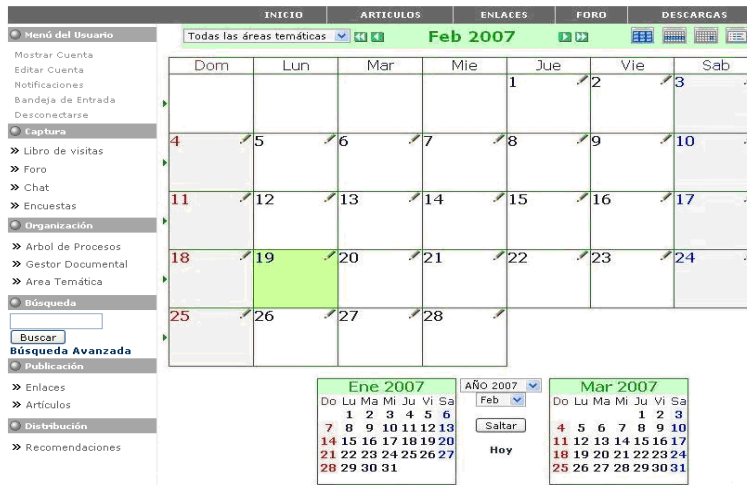 INICIO ARTICULOS ENLACES FORO DESCARGAS
Menú del Usuario
Mostrar Cuenta
Editar Cuenta
Notificaciones
Bandeja de Entrada
Desconectarse
Captura
» Libro de visitas
» Foro
» Chat
» Encuestas
Organización
» Arbol de Procesos
» Gestor Documental
» Area Temática
Búsqueda
Buscar
Búsqueda Avanzada
Publicación
» Enlaces
» Artículos
Distribución
» Recomendaciones
Todas las áreas temáticas Feb 2007
Dom Lun Mar Mie Jue Vie Sab
1 2 3
4 5 6 7 8 9 10
11 12 13 14 15 16 17
18 19 20 21 22 23 24
25 26 27 28
Ene 2007
Do Lu Ma Mi Ju Vi Sa
1 2 3 4 5 6
7 8 9 10 11 12 13
14 15 16 17 18 19 20
21 22 23 24 25 26 27
28 29 30 31
AÑO 2007
Feb
Saltar
Hoy
Mar 2007
Do Lu Ma Mi Ju Vi Sa
1 2 3
4 5 6 7 8 9 10
11 12 13 14 15 16 17
18 19 20 21 22 23 24
25 26 27 28 29 30 31